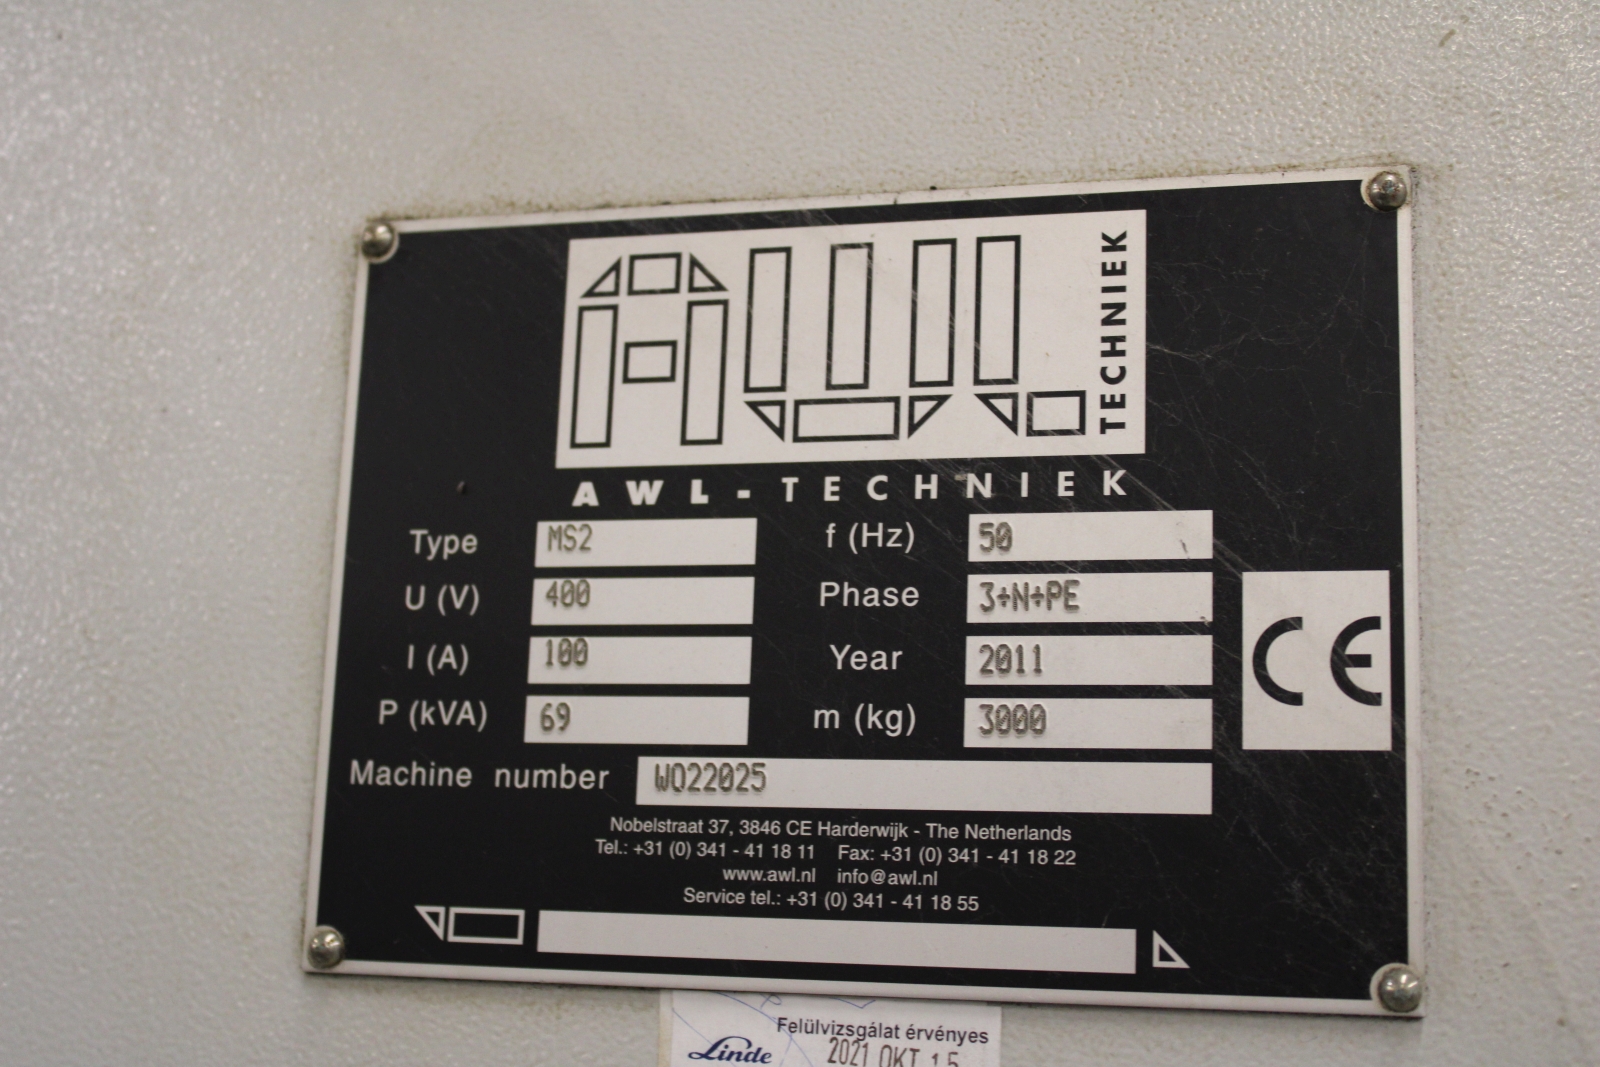 AWL. TECHNIEK
AWL-TECHNIEK
Type MS2 f (Hz) 50
U (V) 400 Phase 3+N+PE
I (A) 100 Year 2011
P (kVA) 69 m (kg) 3000
CE
Machine number WO22025
Nobelstraat 37, 3846 CE Harderwijk - The Netherlands
Tel.: +31 (0) 341 - 41 18 11 Fax: +31 (0) 341 - 41 18 22
www.awl.nl info@awl.nl
Service tel.: +31 (0) 341 - 41 18 55
Felülvizsgálat érvényes
Linde 2021 OKT 15